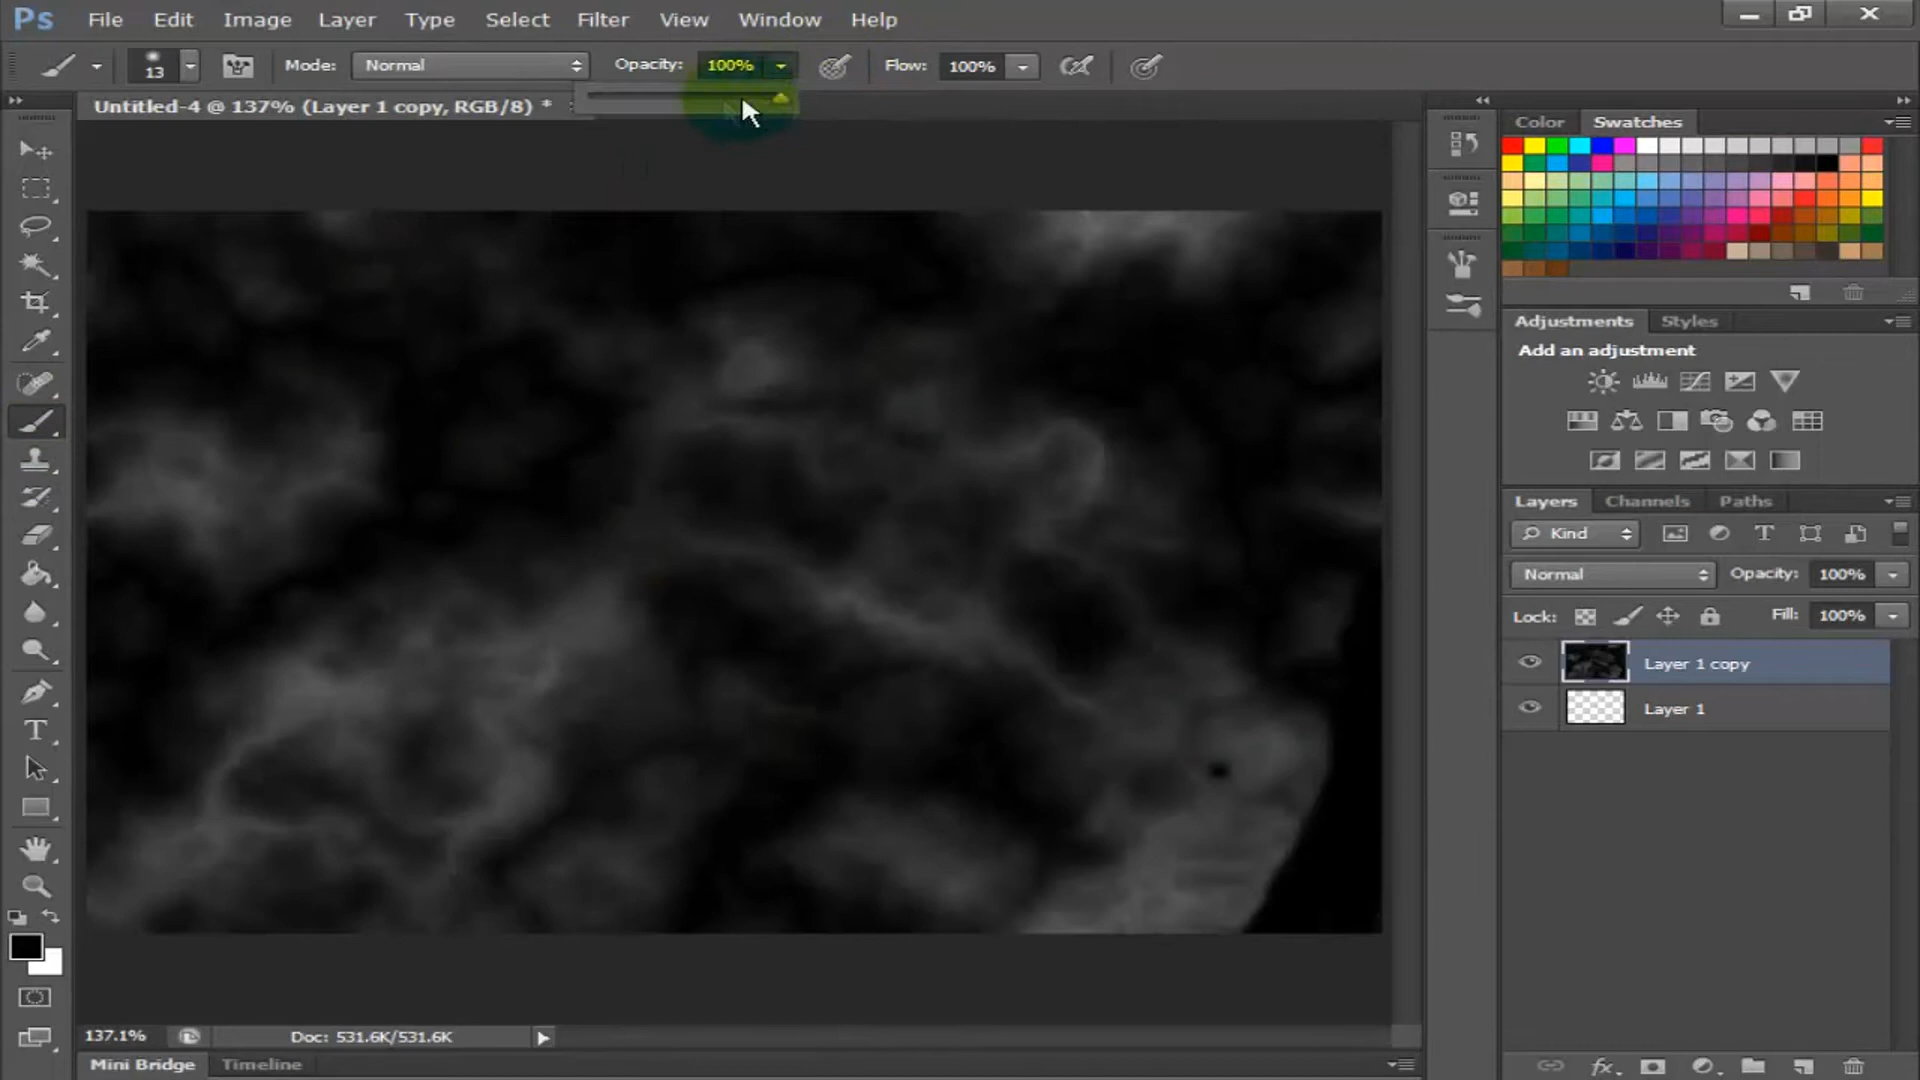 Ps File Edit Image Layer Type Select Filter View Window Help
13 Mode: Normal Opacity: 100% Flow: 100%
Untitled-4 @ 137% (Layer 1 copy, RGB/8) *
Color Swatches
Adjustments Styles
Add an adjustment
Layers Channels Paths
Kind
Normal Opacity: 100%
Lock: Fill: 100%
Layer 1 copy
Layer 1
137.1% Doc: 531.6K/531.6K
Mini Bridge Timeline